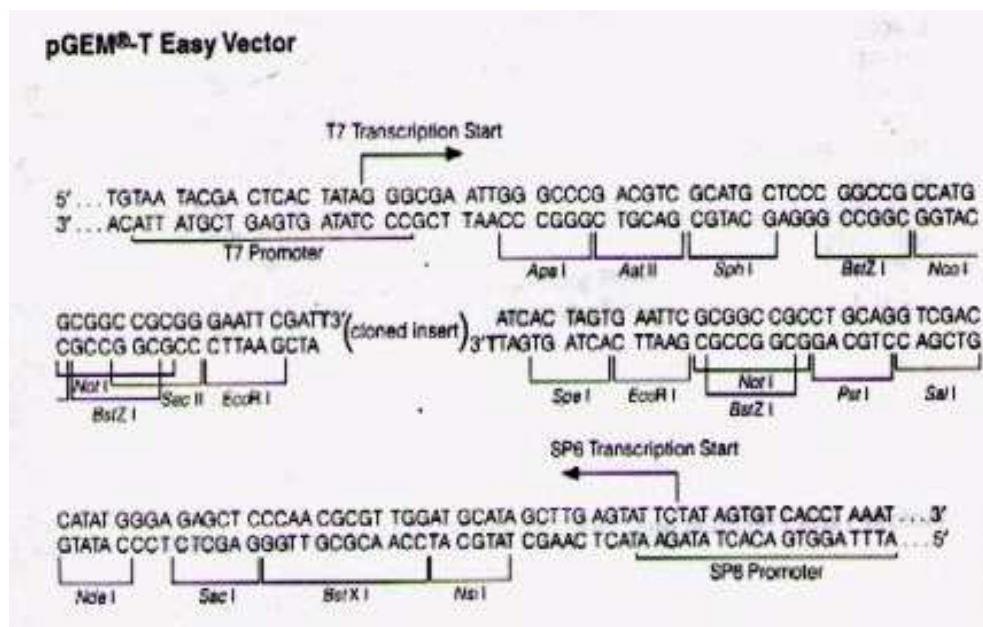 pGEM®-T Easy Vector
T7 Transcription Start
5′...TGTAA TACGA CTCAC TATAG GGCGA ATTGG GCCCG ACGTC GCATG CTCCC GGCCG CCATG
3′...ACATT ATGCT GAGTG ATATC CCGCT TAACC CGGGC TGCAG CGTAC GAGGG CCGGC GGTAC
T7 Promoter
Apa I Aat II Sph I BstZ I Nco I
GCGGC CGCGG GAATT CGATT3′ (cloned insert) ATCAC TAGTG AATTC GCGGC CGCCT GCAGG TCGAC
CGCCG GCGCC CTTAA GCTA 3′TTAGTG ATCAC TTAAG CGCCG GCGGA CGTCC AGCTG
Not I Sac II EcoR I Spe I EcoR I Not I Pst I Sal I
BstZ I BstZ I
SP6 Transcription Start
CATAT GGGA GAGCT CCCAA CGCGT TGGAT GCATA GCTTG AGTAT TCTAT AGTGT CACCT AAAT...3′
GTATA CCCT CTCGAG GGTT GCGCA ACCTA CGTAT CGAAC TCATA AGATA TCACA GTGGA TTTA...5′
Nde I Sac I BstX I Nsi I SP6 Promoter